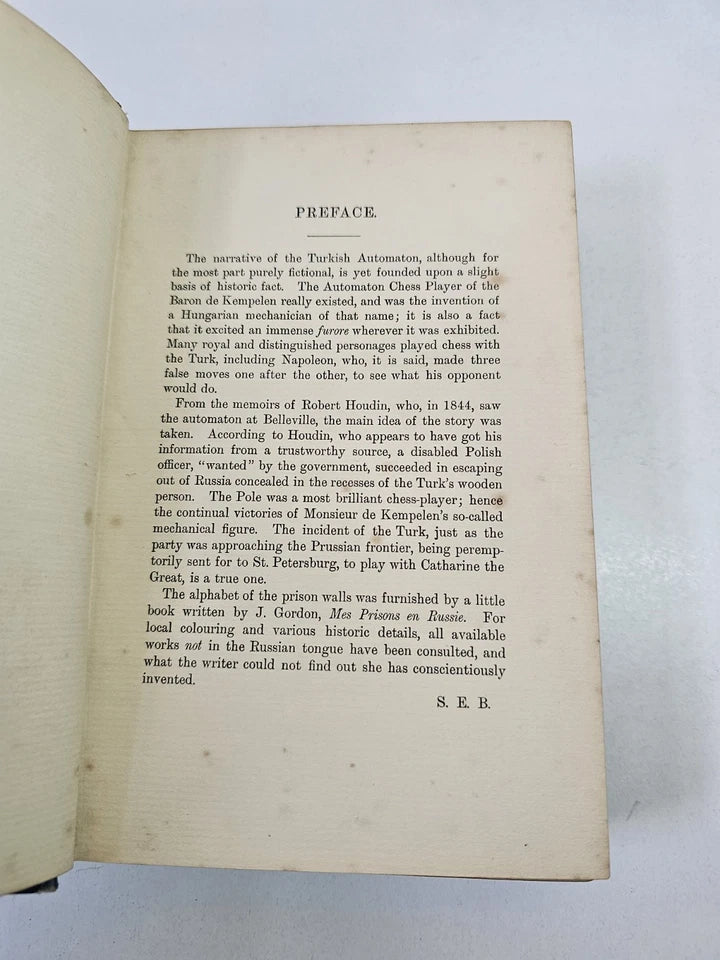 PREFACE.
The narrative of the Turkish Automaton, although for
the most part purely fictional, is yet founded upon a slight
basis of historic fact. The Automaton Chess Player of the
Baron de Kempelen really existed, and was the invention of
a Hungarian mechanician of that name; it is also a fact
that it excited an immense furore wherever it was exhibited.
Many royal and distinguished personages played chess with
the Turk, including Napoleon, who, it is said, made three
false moves one after the other, to see what his opponent
would do.
From the memoirs of Robert Houdin, who, in 1844, saw
the automaton at Belleville, the main idea of the story was
taken. According to Houdin, who appears to have got his
information from a trustworthy source, a disabled Polish
officer, "wanted" by the government, succeeded in escaping
out of Russia concealed in the recesses of the Turk's wooden
person. The Pole was a most brilliant chess-player; hence
the continual victories of Monsieur de Kempelen's so-called
mechanical figure. The incident of the Turk, just as the
party was approaching the Prussian frontier, being peremp-
torily sent for to St. Petersburg, to play with Catharine the
Great, is a true one.
The alphabet of the prison walls was furnished by a little
book written by J. Gordon, Mes Prisons en Russie. For
local colouring and various historic details, all available
works not in the Russian tongue have been consulted, and
what the writer could not find out she has conscientiously
invented.
S. E. B.